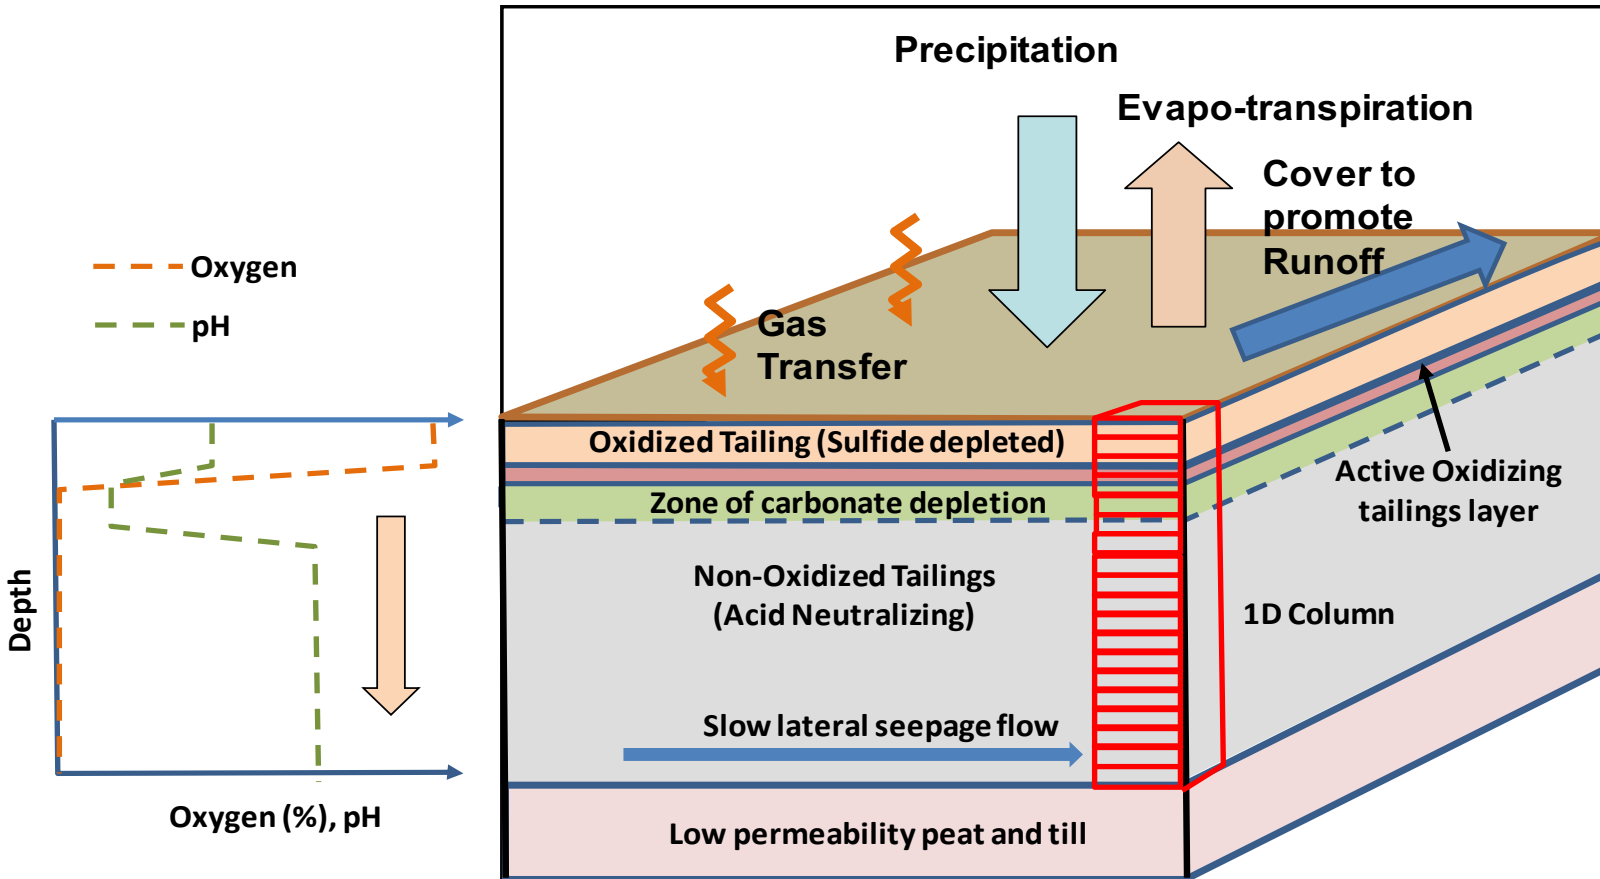 Precipitation
Evapo-transpiration
Cover to
promote
Runoff
Oxygen
pH
Gas
Transfer
Oxidized Tailing (Sulfide depleted)
Active Oxidizing
tailings layer
Zone of carbonate depletion
Non-Oxidized Tailings
(Acid Neutralizing)
1D Column
Depth
Slow lateral seepage flow
Oxygen (%), pH
Low permeability peat and till